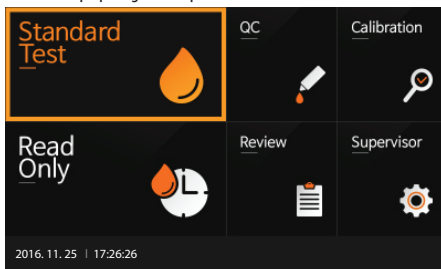 Standard
Test
QC
Calibration
Read
Only
Review
Supervisor
2016. 11. 25 | 17:26:26